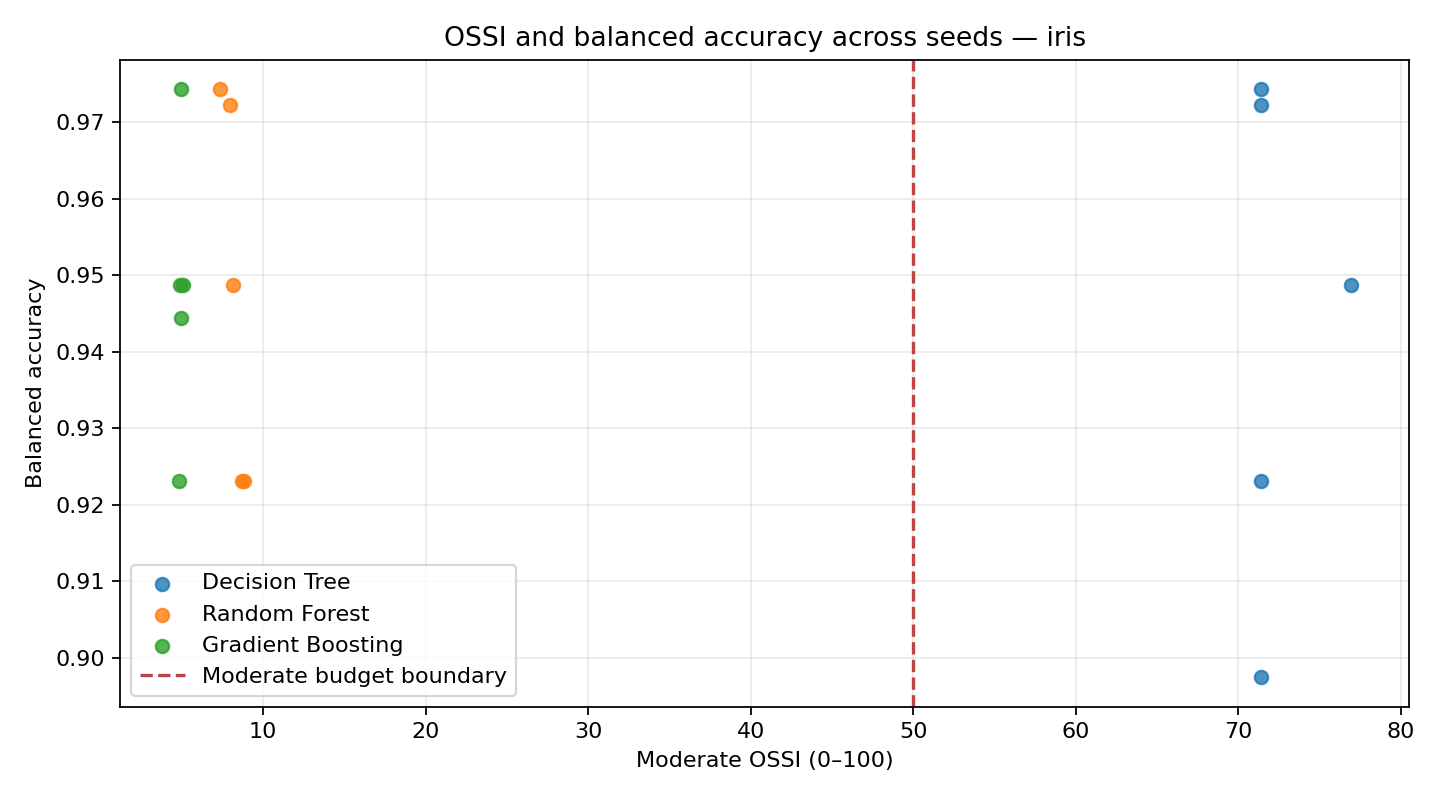 OSSI and balanced accuracy across seeds — iris
Balanced accuracy
0.97
0.96
0.95
0.94
0.93
0.92
0.91
0.90
Decision Tree
Random Forest
Gradient Boosting
Moderate budget boundary
10 20 30 40 50 60 70 80
Moderate OSSI (0–100)